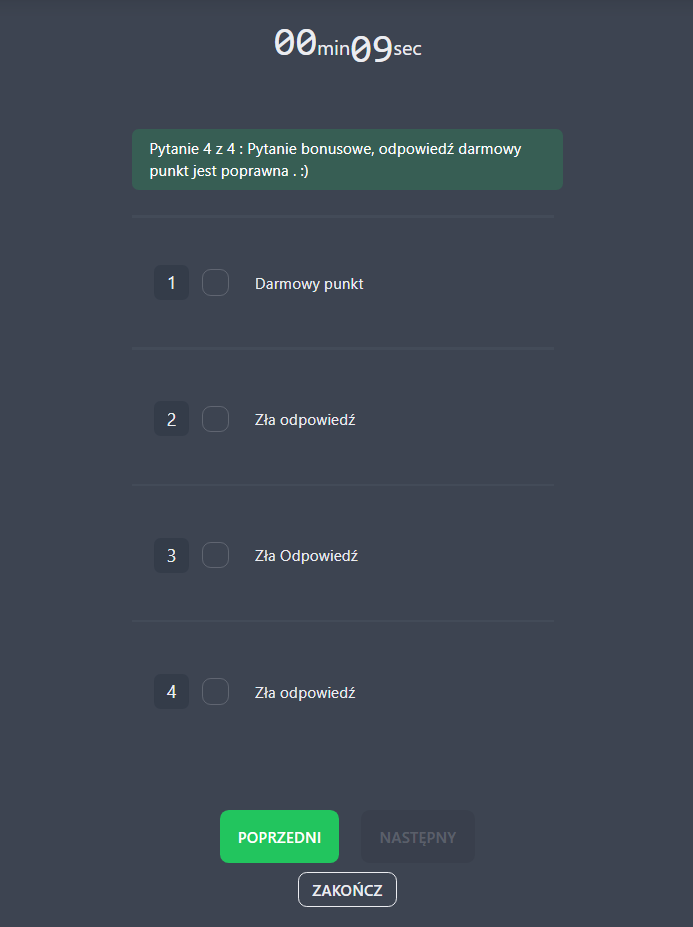 00min09sec
Pytanie 4 z 4 : Pytanie bonusowe, odpowiedź darmowy
punkt jest poprawna . :)
1 Darmowy punkt
2 Zła odpowiedź
3 Zła Odpowiedź
4 Zła odpowiedź
POPRZEDNI NASTĘPNY
ZAKOŃCZ